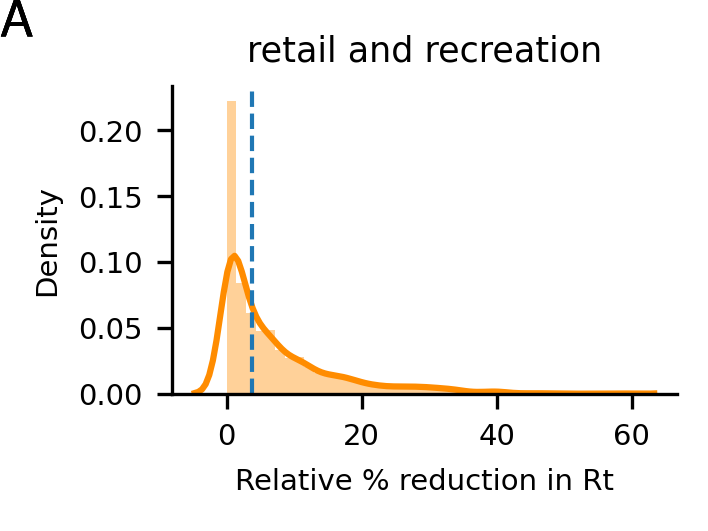 A
retail and recreation
Density
0.20
0.15
0.10
0.05
0.00
0 20 40 60
Relative % reduction in Rt